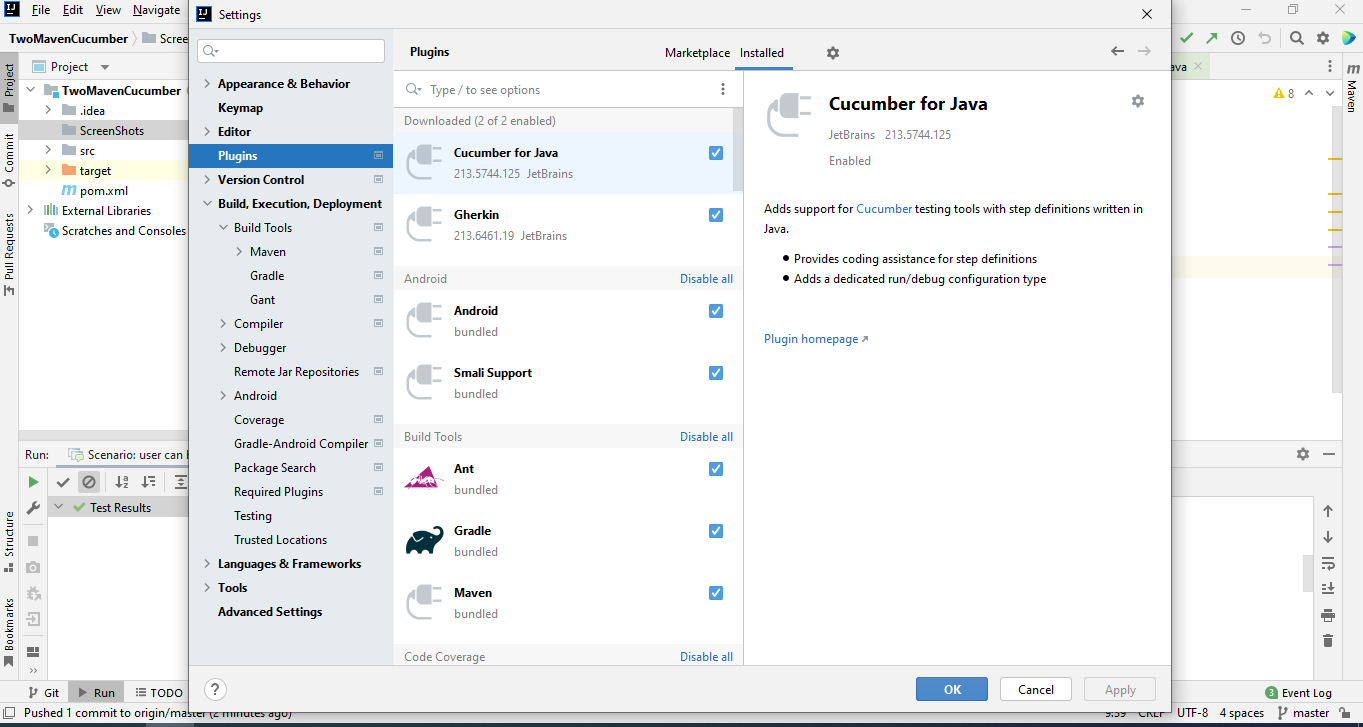 File Edit View Navigate
Settings
TwoMavenCucumber
Project
TwoMavenCucumber
.idea
ScreenShots
src
target
pom.xml
External Libraries
Scratches and Consoles
Project
Commit
Pull Requests
Structure
Bookmarks
Appearance & Behavior
Keymap
Editor
Plugins
Version Control
Build, Execution, Deployment
Build Tools
Maven
Gradle
Gant
Compiler
Debugger
Remote Jar Repositories
Android
Coverage
Gradle-Android Compiler
Package Search
Required Plugins
Testing
Trusted Locations
Languages & Frameworks
Tools
Advanced Settings
Plugins
Marketplace Installed
Type / to see options
Downloaded (2 of 2 enabled)
Cucumber for Java
213.5744.125 JetBrains
Gherkin
213.6461.19 JetBrains
Android Disable all
Android
bundled
Smali Support
bundled
Build Tools Disable all
Ant
bundled
Gradle
bundled
Maven
bundled
Code Coverage Disable all
Cucumber for Java
JetBrains 213.5744.125
Enabled
Adds support for Cucumber testing tools with step definitions written in
Java.
Provides coding assistance for step definitions
Adds a dedicated run/debug configuration type
Plugin homepage
? OK Cancel Apply
8
m
Maven
Run: Scenario: user can
Test Results
Git Run TODO
3 Event Log
Pushed 1 commit to origin/master (2 minutes ago)
CRLF UTF-8 4 spaces master